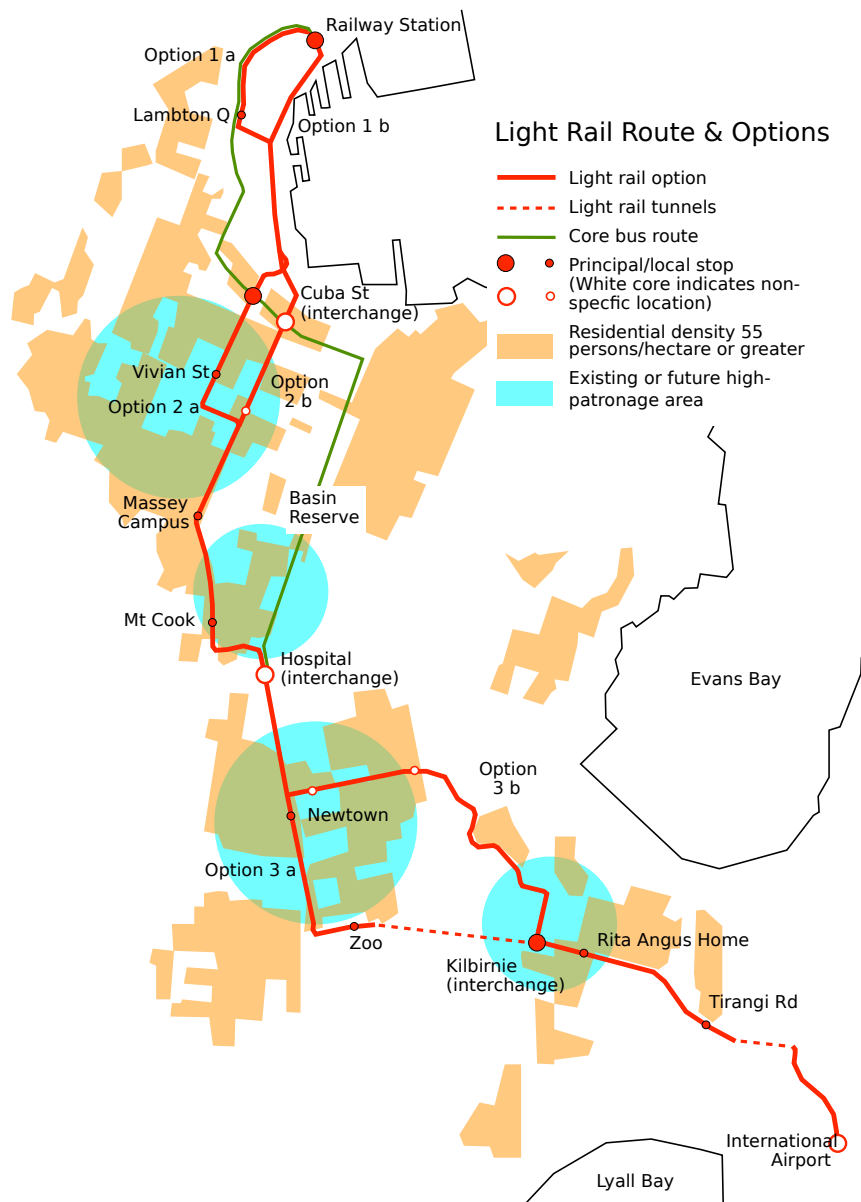 Railway Station
Option 1 a
Lambton Q
Option 1 b
Light Rail Route & Options
Light rail option
Light rail tunnels
Core bus route
Principal/local stop
(White core indicates non-
specfic location)
Residential density 55
persons/hectare or greater
Existing or future high-
patronage area
Cuba St
(interchange)
Vivian St
Option 2 a
Option
2 b
Massey
Campus
Basin
Reserve
Mt Cook
Hospital
(interchange)
Evans Bay
Option
3 b
Newtown
Option 3 a
Zoo
Kilbirnie
(interchange)
Rita Angus Home
Tirangi Rd
International
Airport
Lyall Bay